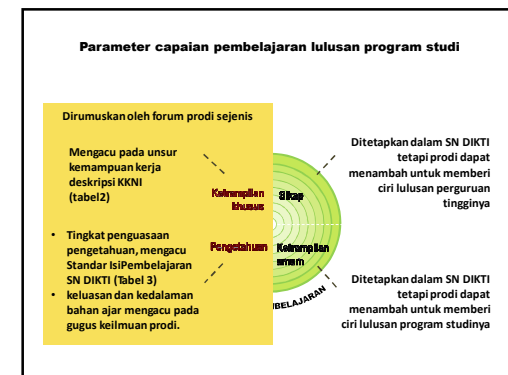 Parameter capaian pembelajaran lulusan program studi
Dirumuskan oleh forum prodi sejenis
Mengacu pada unsur
kemampuan kerja
deskripsi KKNI
(tabel2)
Ketrampilan
khusus
Sikap
Ditetapkan dalam SN DIKTI
tetapi prodi dapat
menambah untuk memberi
ciri lulusan perguruan
tingginya
• Tingkat penguasaan
pengetahuan, mengacu
Standar IsiPembelajaran
SN DIKTI (Tabel 3)
• keluasan dan kedalaman
bahan ajar mengacu pada
gugus keilmuan prodi.
Pengetahuan
Ketrampilan
umum
BELAJARAN
Ditetapkan dalam SN DIKTI
tetapi prodi dapat
menambah untuk memberi
ciri lulusan program studinya